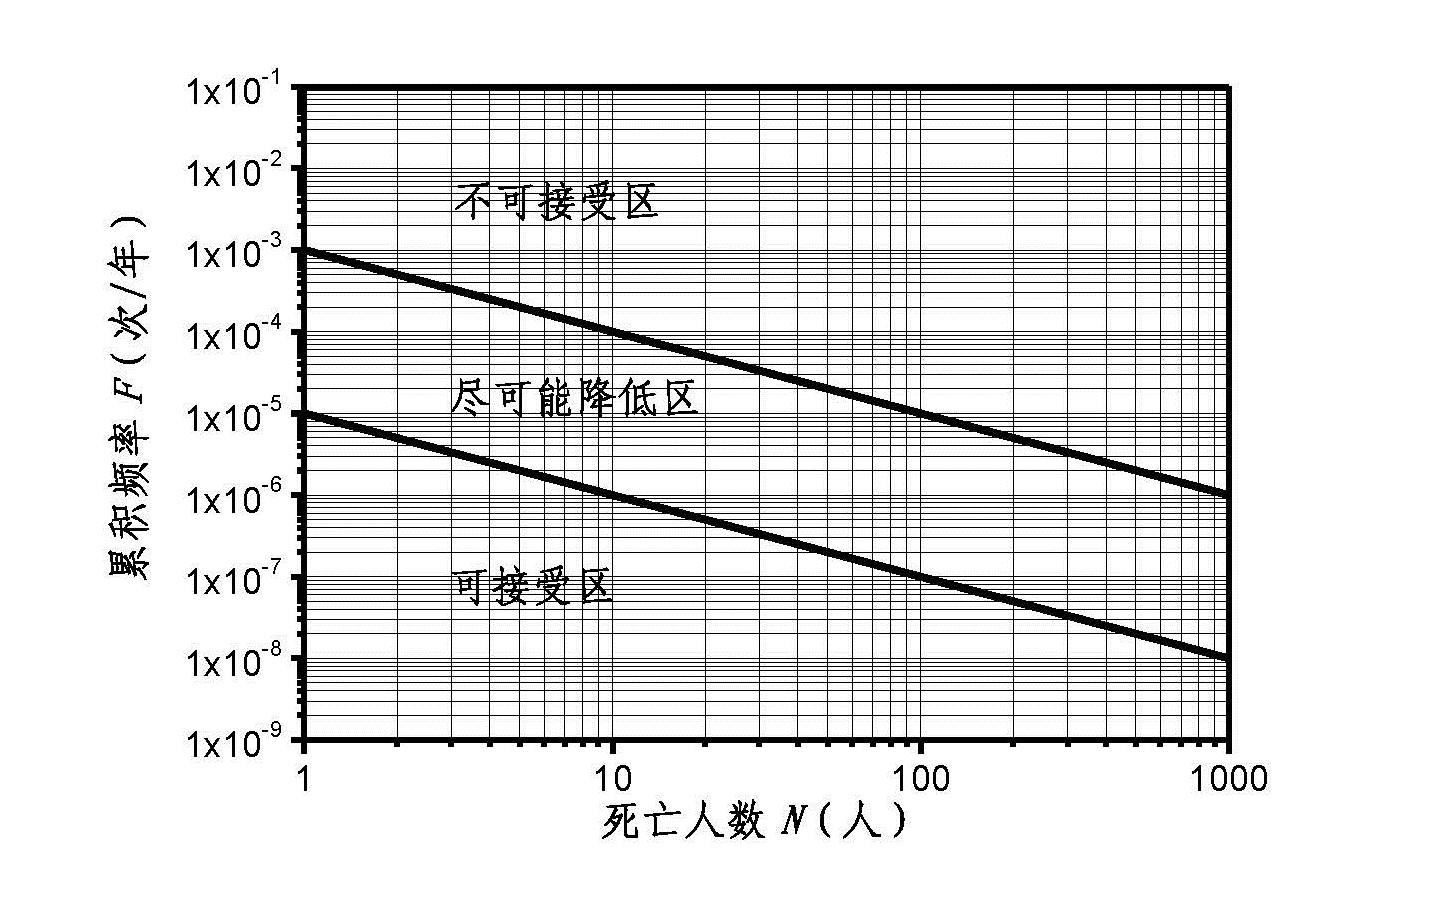 累积频率 F(次/年)
1x10⁻¹
1x10⁻²
1x10⁻³
1x10⁻⁴
1x10⁻⁵
1x10⁻⁶
1x10⁻⁷
1x10⁻⁸
1x10⁻⁹
不可接受区
尽可能降低区
可接受区
1 10 100 1000
死亡人数 N(人)